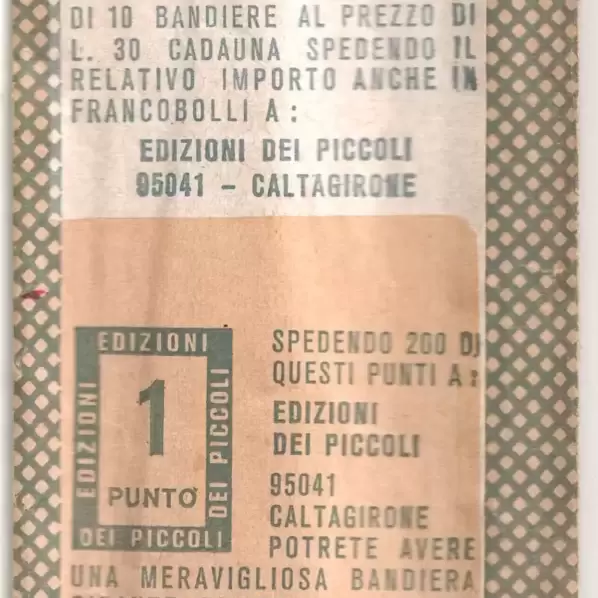 DI 10 BANDIERE AL PREZZO DI
L. 30 CADAUNA SPEDENDO IL
RELATIVO IMPORTO ANCHE IN
FRANCOBOLLI A:
EDIZIONI DEI PICCOLI
95041 - CALTAGIRONE
EDIZIONI
EDIZIONI
1
PUNTO
DEI PICCOLI
DEI PICCOLI
SPEDENDO 200 DI
QUESTI PUNTI A:
EDIZIONI
DEI PICCOLI
95041
CALTAGIRONE
POTRETE AVERE
UNA MERAVIGLIOSA BANDIERA